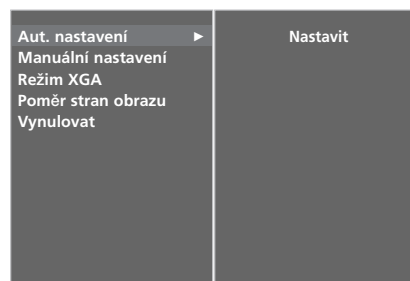 Aut. nastavení ▶
Nastavit
Manuální nastavení
Režim XGA
Poměr stran obrazu
Vynulovat